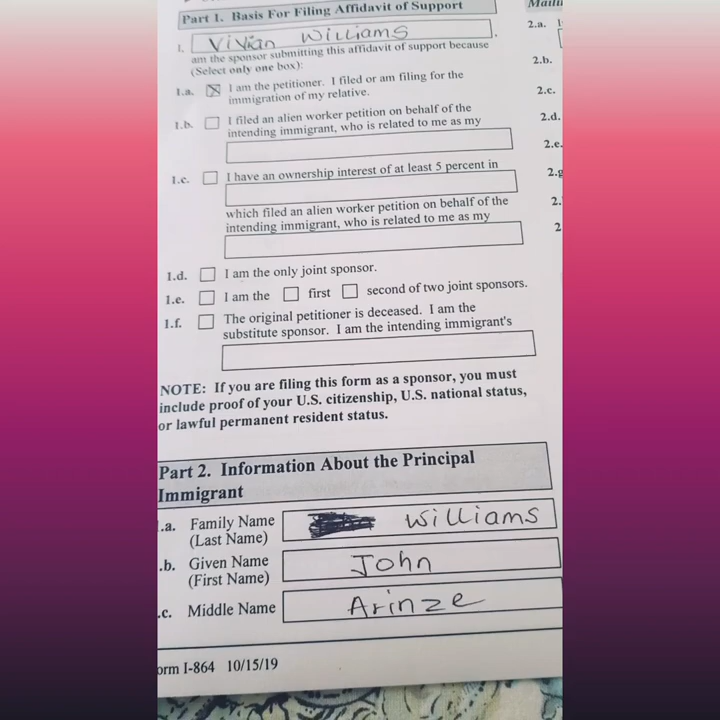 Part 1. Basis For Filing Affidavit of Support
1. Vivian Williams,
am the sponsor submitting this affidavit of support because
(Select only one box):
1.a. I am the petitioner. I filed or am filing for the
immigration of my relative.
1.b. I filed an alien worker petition on behalf of the
intending immigrant, who is related to me as my
1.c. I have an ownership interest of at least 5 percent in
which filed an alien worker petition on behalf of the
intending immigrant, who is related to me as my
1.d. I am the only joint sponsor.
1.e. I am the first second of two joint sponsors.
1.f. The original petitioner is deceased. I am the
substitute sponsor. I am the intending immigrant's
NOTE: If you are filing this form as a sponsor, you must
include proof of your U.S. citizenship, U.S. national status,
or lawful permanent resident status.
Part 2. Information About the Principal
Immigrant
.a. Family Name Williams
(Last Name)
.b. Given Name John
(First Name)
.c. Middle Name Arinze
orm I-864 10/15/19
2.a.
2.b.
2.c.
2.d.
2.e.
2.g
2.
2